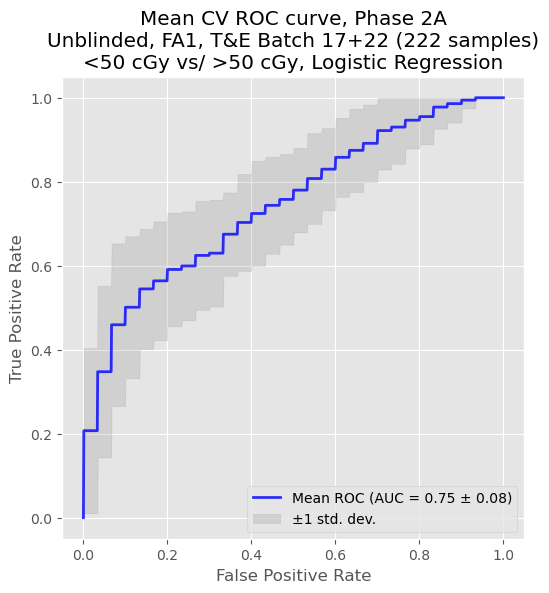 Mean CV ROC curve, Phase 2A
Unblinded, FA1, T&E Batch 17+22 (222 samples)
<50 cGy vs/ >50 cGy, Logistic Regression
True Positive Rate
1.0
0.8
0.6
0.4
0.2
0.0
Mean ROC (AUC = 0.75 ± 0.08)
±1 std. dev.
0.0 0.2 0.4 0.6 0.8 1.0
False Positive Rate